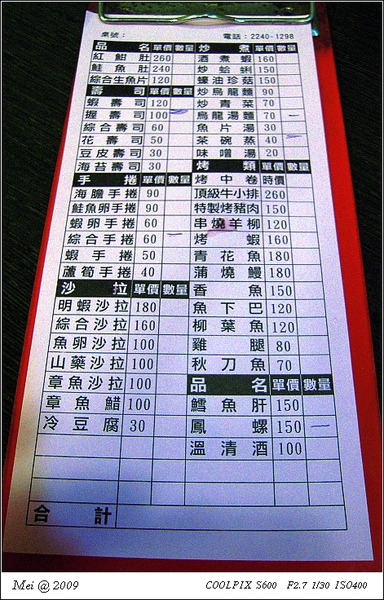 桌號： 電話：2240-1298
品名 單價 數量 炒煮 單價 數量
紅魽肚 260 酒煮蝦 160
鮭魚肚 240 炒蛤蜊 150
綜合生魚片 120 蠔油珍菇 150
壽司 單價 數量 炒烏龍麵 90
蝦壽司 120 炒青菜 70
握壽司 100 烏龍湯麵 70
綜合壽司 60 魚片湯 30
花壽司 50 茶碗蒸 40
豆皮壽司 30 味噌湯 20
海苔壽司 30 烤類 單價 數量
手捲 單價 數量 烤中卷 時價
海膽手捲 90 頂級牛小排 260
鮭魚卵手捲 90 特製烤豬肉 150
蝦卵手捲 60 串燒羊柳 120
綜合手捲 60 烤蝦 160
蝦手捲 50 青花魚 180
蘆筍手捲 40 蒲燒鰻 180
沙拉 單價 數量 香魚 150
明蝦沙拉 180 魚下巴 120
綜合沙拉 160 柳葉魚 120
魚卵沙拉 100 雞腿 80
山藥沙拉 100 秋刀魚 70
章魚沙拉 100 品名 單價 數量
章魚醋 100 鱈魚肝 150
冷豆腐 30 鳳螺 150
溫清酒 100
合計
Mei @ 2009 COOLPIX S600 F2.7 1/30 ISO400